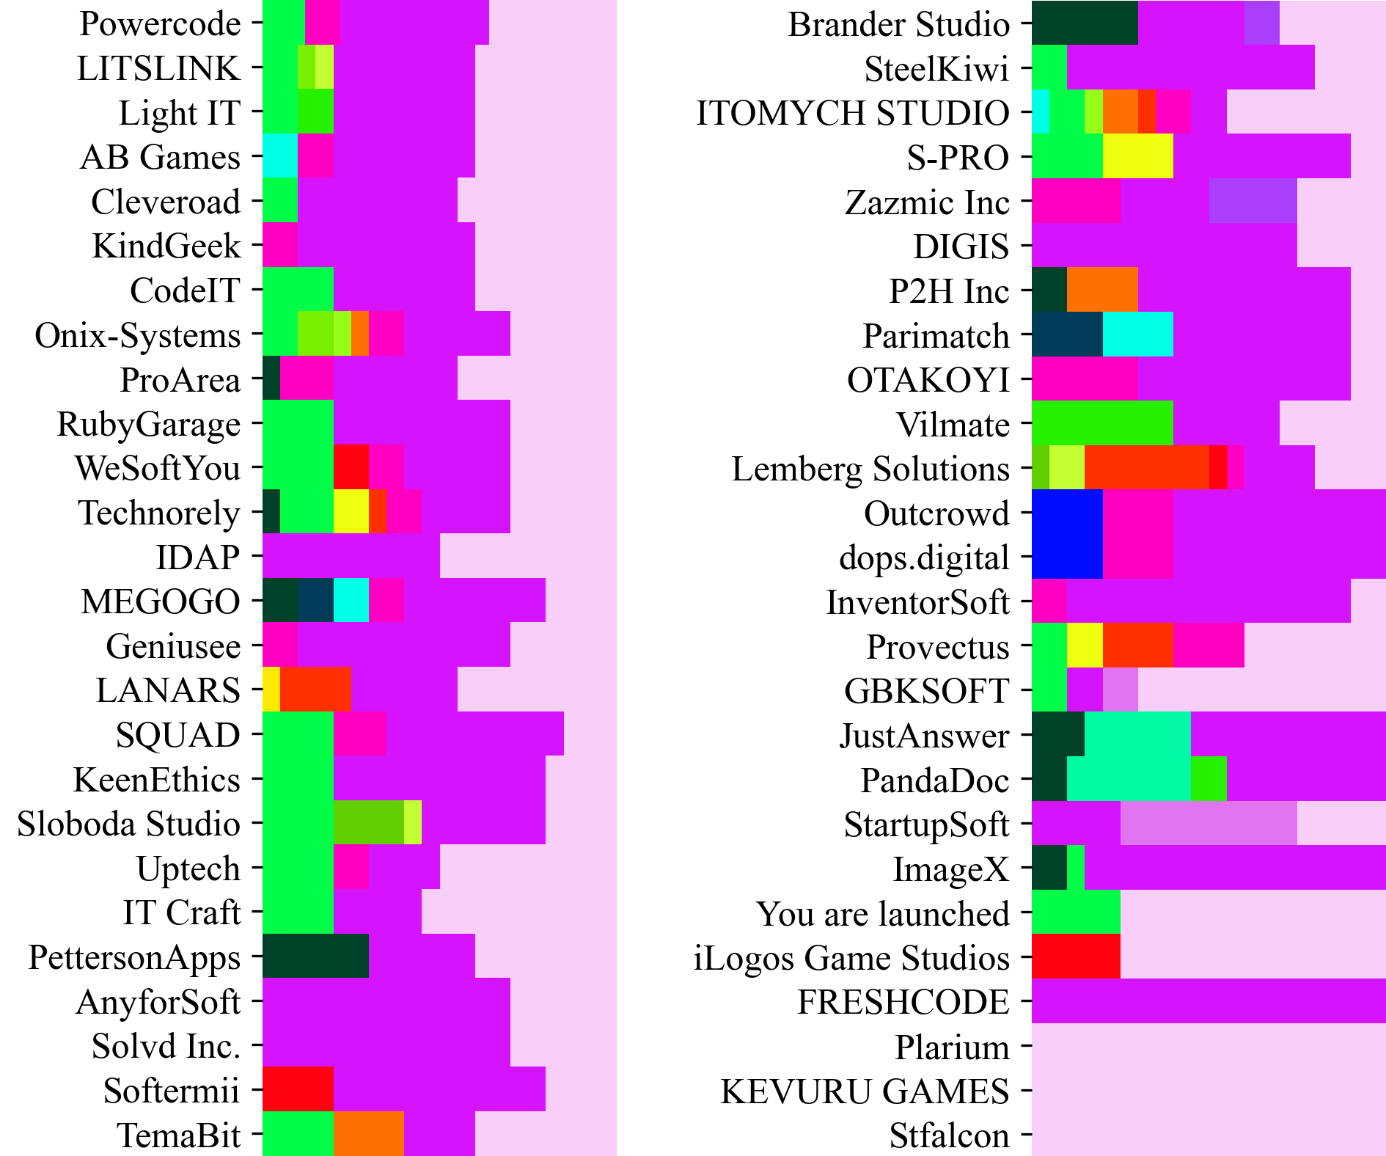 Powercode
LITSLINK
Light IT
AB Games
Cleveroad
KindGeek
CodeIT
Onix-Systems
ProArea
RubyGarage
WeSoftYou
Technorely
IDAP
MEGOGO
Geniusee
LANARS
SQUAD
KeenEthics
Sloboda Studio
Uptech
IT Craft
PettersonApps
AnyforSoft
Solvd Inc.
Softermii
TemaBit
Brander Studio
SteelKiwi
ITOMYCH STUDIO
S-PRO
Zazmic Inc
DIGIS
P2H Inc
Parimatch
OTAKOYI
Vilmate
Lemberg Solutions
Outcrowd
dops.digital
InventorSoft
Provectus
GBKSOFT
JustAnswer
PandaDoc
StartupSoft
ImageX
You are launched
iLogos Game Studios
FRESHCODE
Plarium
KEVURU GAMES
Stfalcon